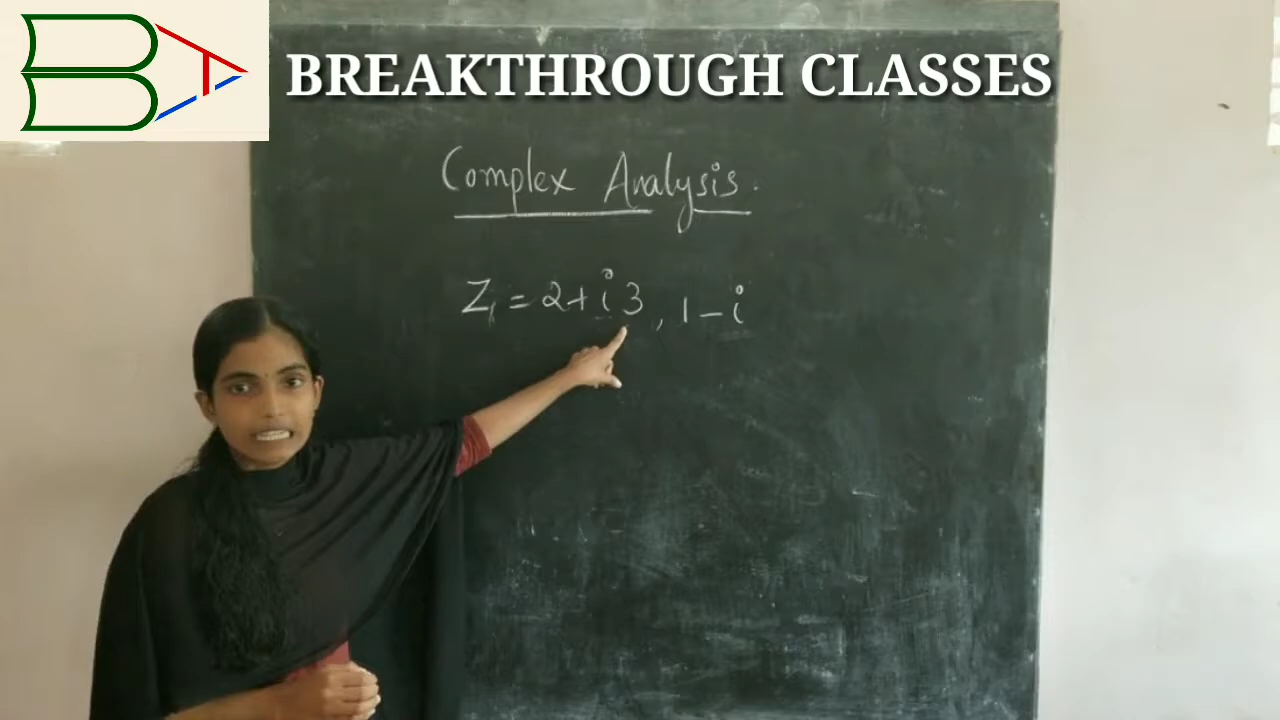 BREAKTHROUGH CLASSES
Complex Analysis.
Z₁ = 2+i3, 1-i